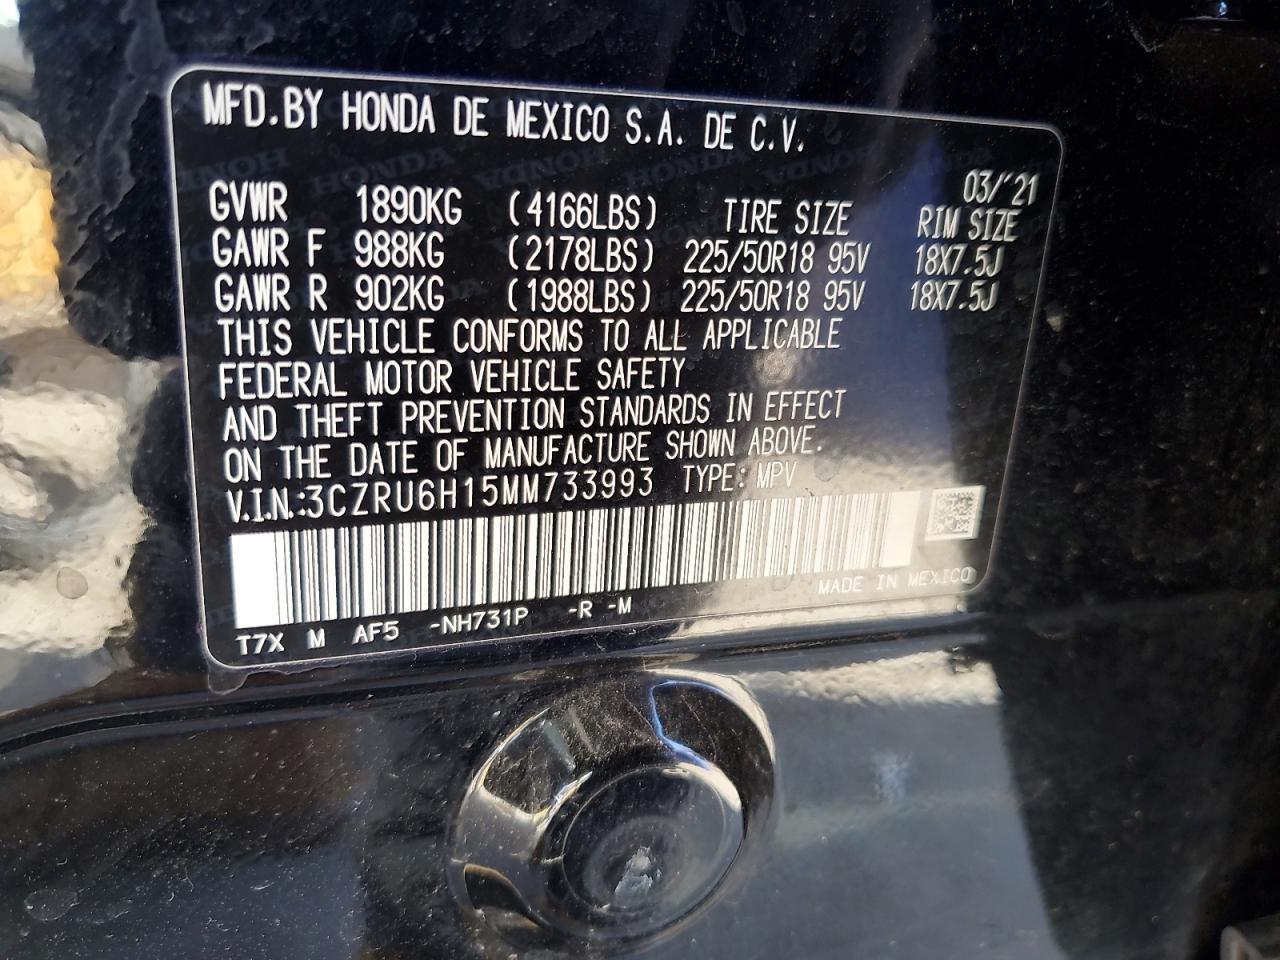 MFD.BY HONDA DE MEXICO S.A. DE C.V.
03/'21
GVWR 1890KG (4166LBS) TIRE SIZE RIM SIZE
GAWR F 988KG (2178LBS) 225/50R18 95V 18X7.5J
GAWR R 902KG (1988LBS) 225/50R18 95V 18X7.5J
THIS VEHICLE CONFORMS TO ALL APPLICABLE
FEDERAL MOTOR VEHICLE SAFETY
AND THEFT PREVENTION STANDARDS IN EFFECT
ON THE DATE OF MANUFACTURE SHOWN ABOVE.
V.I.N.:3CZRU6H15MM733993 TYPE: MPV
MADE IN MEXICO
T7X M AF5 -NH731P -R -M